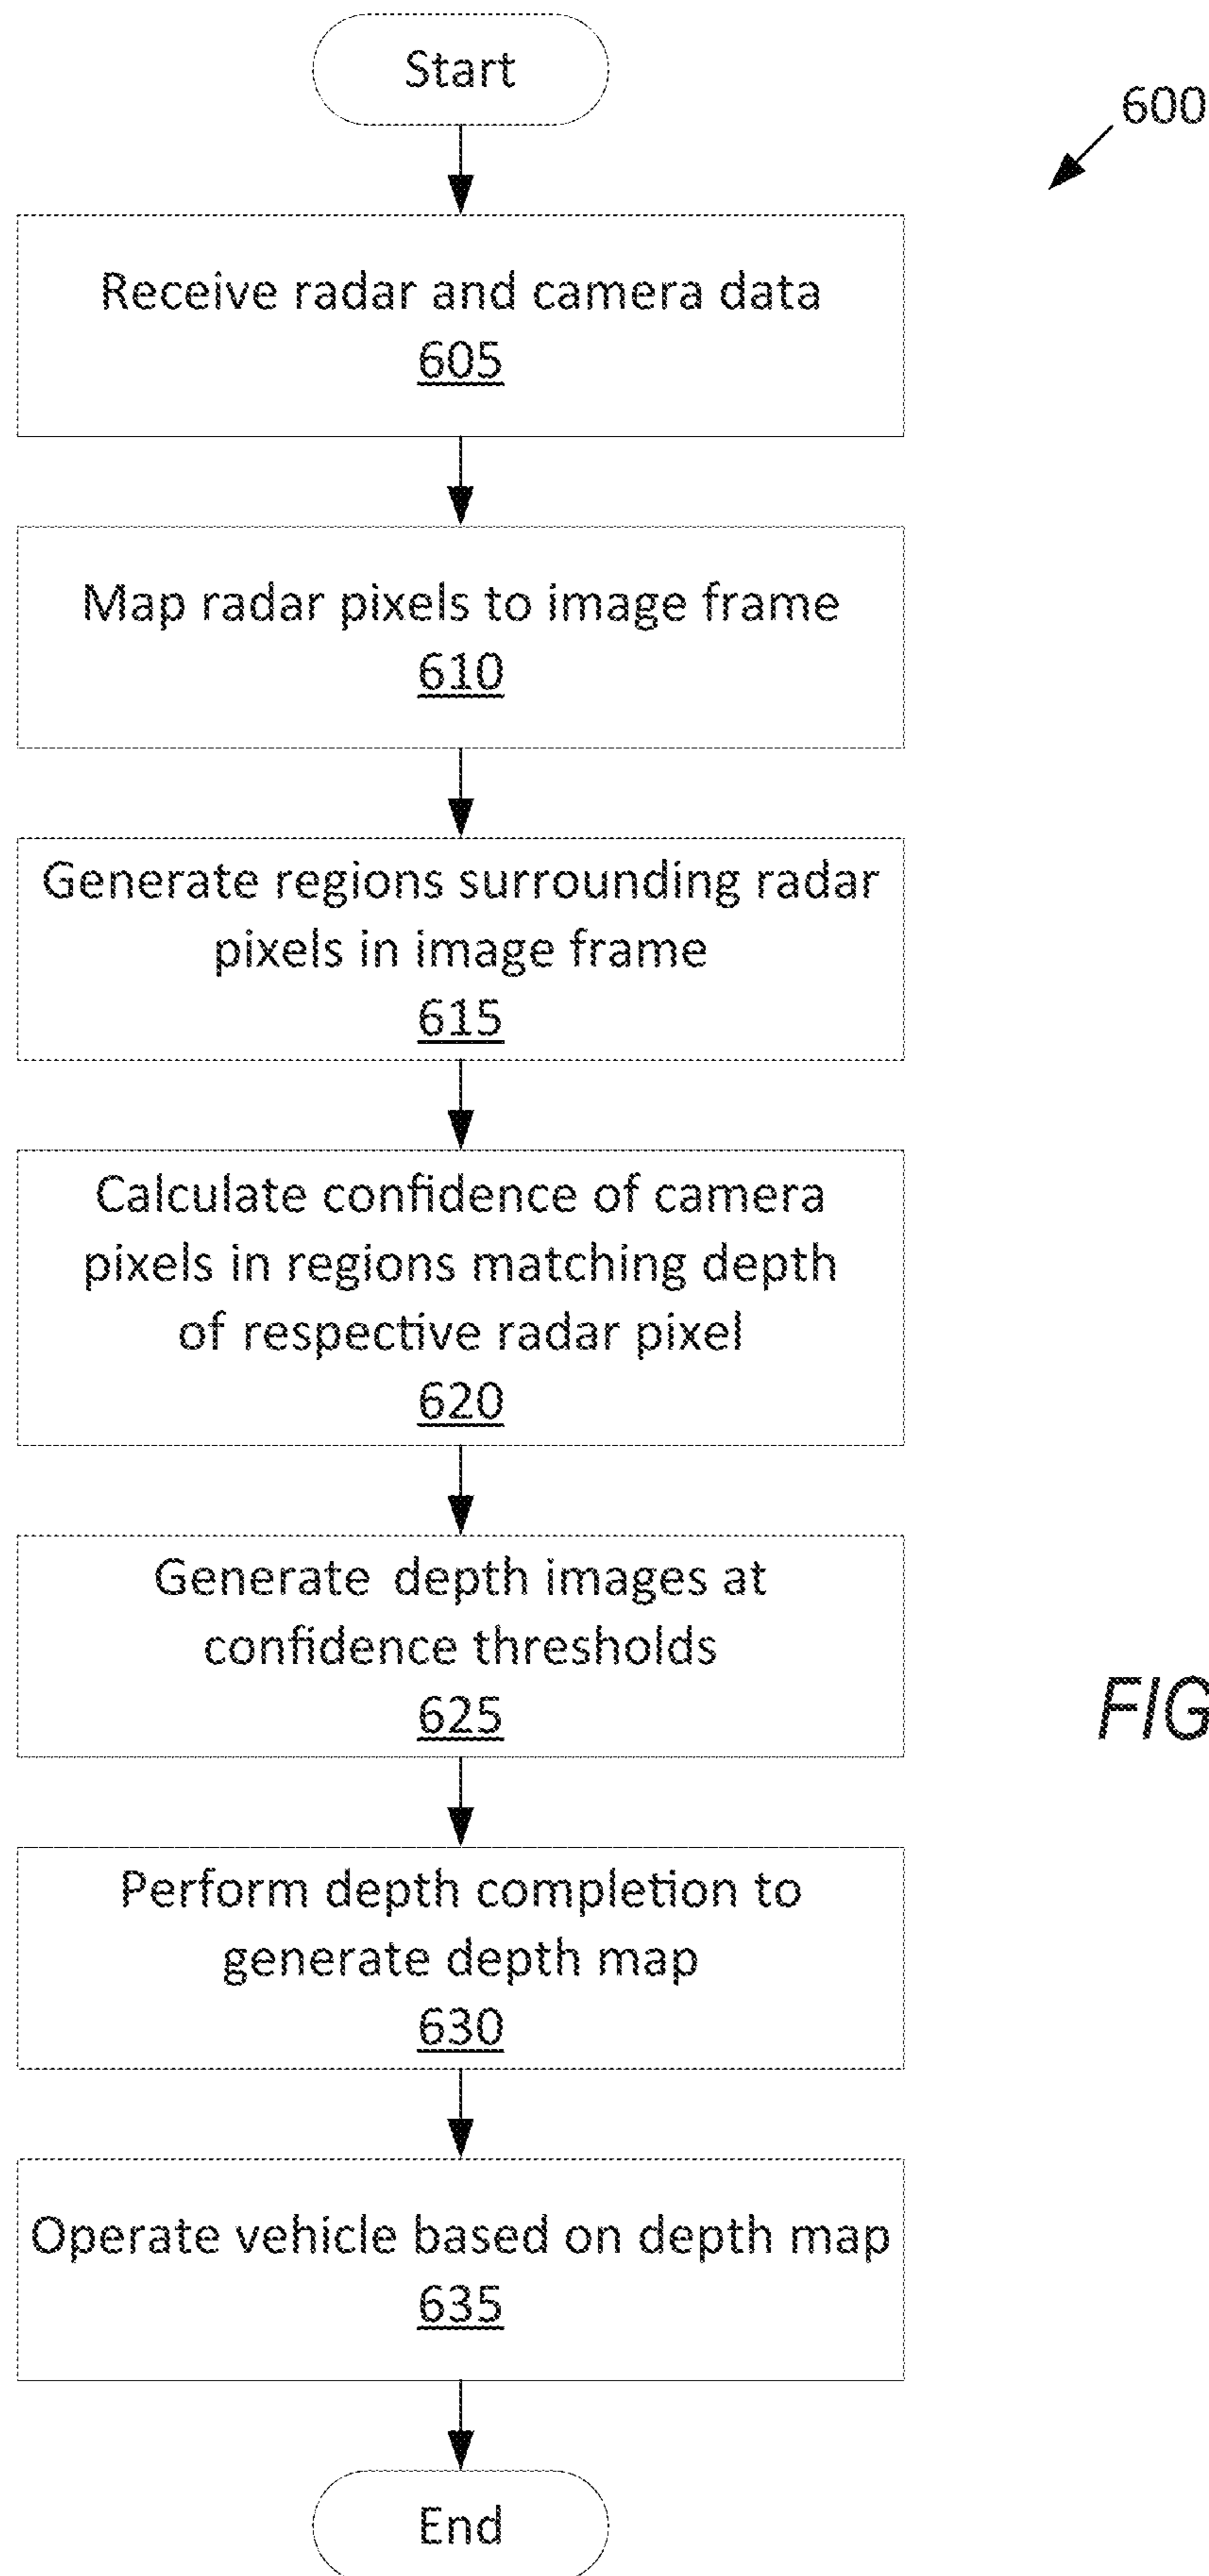 Start
600
Receive radar and camera data
605
Map radar pixels to image frame
610
Generate regions surrounding radar
pixels in image frame
615
Calculate confidence of camera
pixels in regions matching depth
of respective radar pixel
620
Generate depth images at
confidence thresholds
625
FIG
Perform depth completion to
generate depth map
630
Operate vehicle based on depth map
635
End